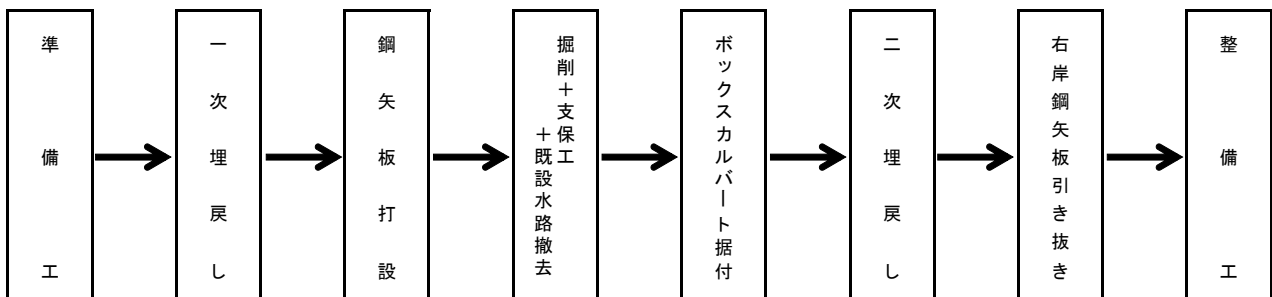 準備工
一次埋戻し
鋼矢板打設
掘削＋支保工
＋既設水路撤去
ボックスカルバート据付
二次埋戻し
右岸鋼矢板引き抜き
整備工